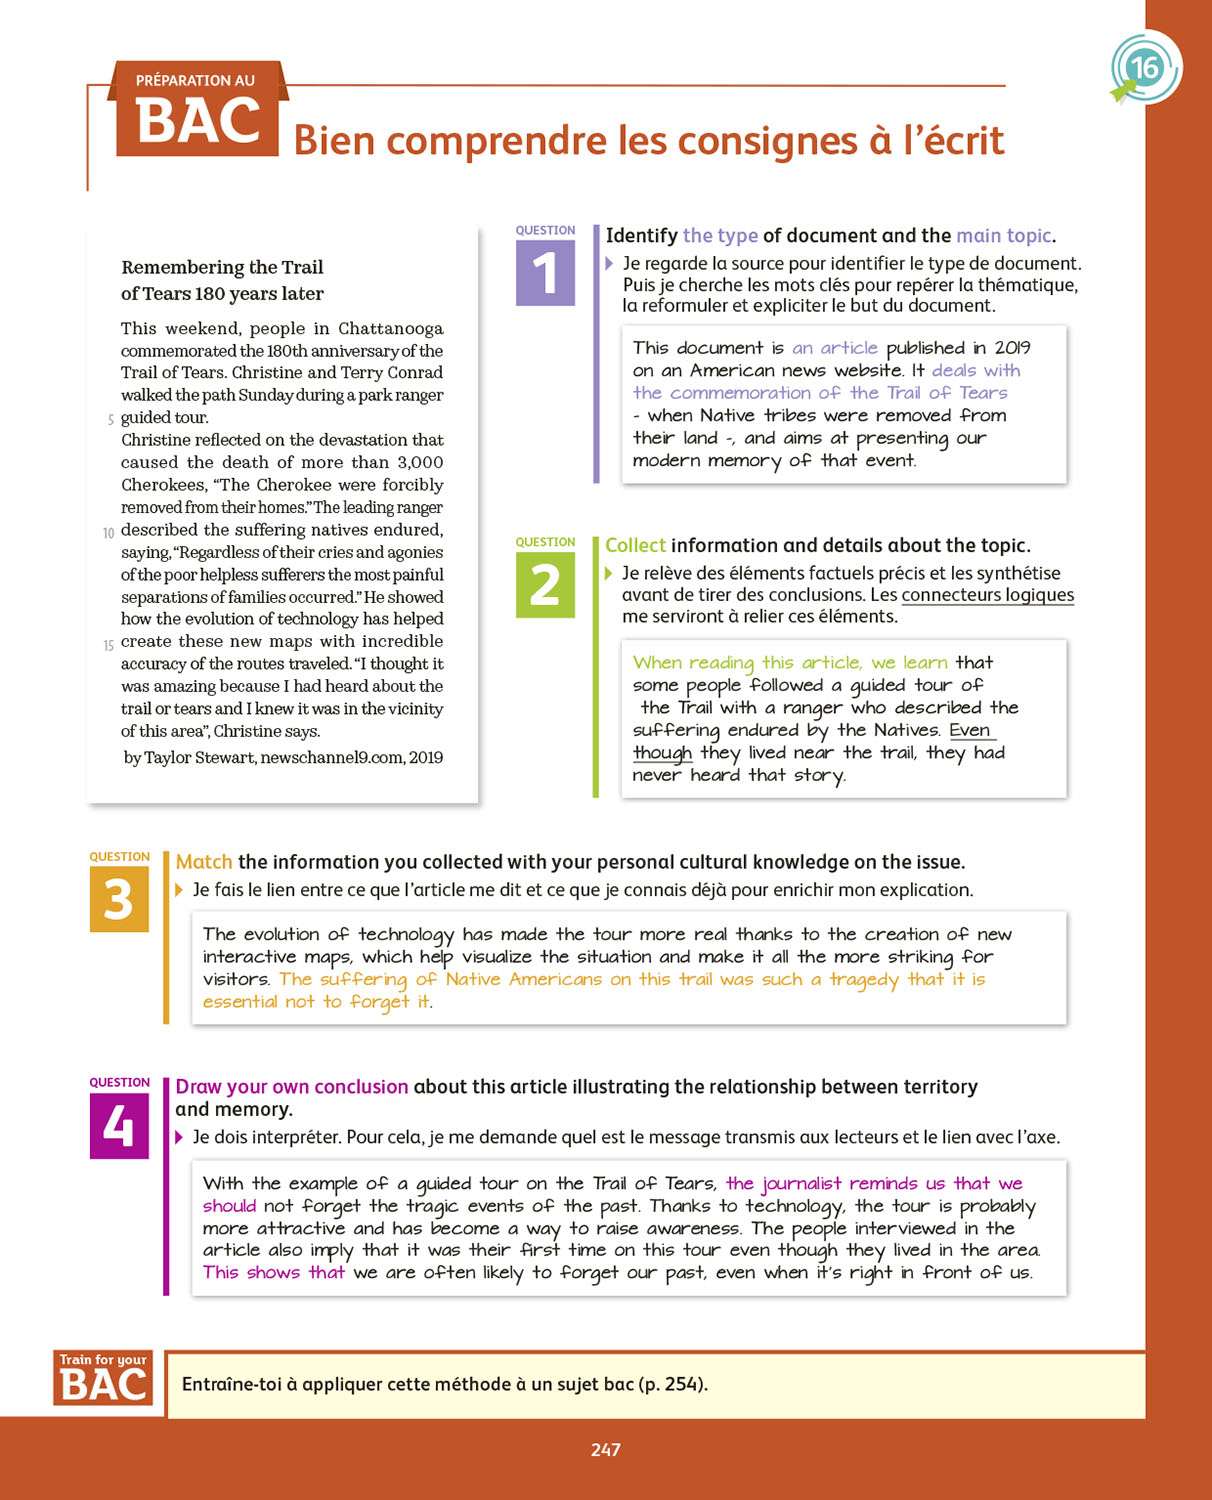 16
PRÉPARATION AU
BAC
Bien comprendre les consignes à l’écrit
Remembering the Trail
of Tears 180 years later
This weekend, people in Chattanooga
commemorated the 180th anniversary of the
Trail of Tears. Christine and Terry Conrad
walked the path Sunday during a park ranger
5 guided tour.
Christine reflected on the devastation that
caused the death of more than 3,000
Cherokees, “The Cherokee were forcibly
removed from their homes.” The leading ranger
10 described the suffering natives endured,
saying, “Regardless of their cries and agonies
of the poor helpless sufferers the most painful
separations of families occurred.” He showed
how the evolution of technology has helped
15 create these new maps with incredible
accuracy of the routes traveled. “I thought it
was amazing because I had heard about the
trail or tears and I knew it was in the vicinity
of this area”, Christine says.
by Taylor Stewart, newschannel9.com, 2019
QUESTION
1
Identify the type of document and the main topic.
Je regarde la source pour identifier le type de document.
Puis je cherche les mots clés pour repérer la thématique,
la reformuler et expliciter le but du document.
This document is an article published in 2019
on an American news website. It deals with
the commemoration of the Trail of Tears
- when Native tribes were removed from
their land -, and aims at presenting our
modern memory of that event.
QUESTION
2
Collect information and details about the topic.
Je relève des éléments factuels précis et les synthétise
avant de tirer des conclusions. Les connecteurs logiques
me serviront à relier ces éléments.
When reading this article, we learn that
some people followed a guided tour of
the Trail with a ranger who described the
suffering endured by the Natives. Even
though they lived near the trail, they had
never heard that story.
QUESTION
3
Match the information you collected with your personal cultural knowledge on the issue.
Je fais le lien entre ce que l’article me dit et ce que je connais déjà pour enrichir mon explication.
The evolution of technology has made the tour more real thanks to the creation of new
interactive maps, which help visualize the situation and make it all the more striking for
visitors. The suffering of Native Americans on this trail was such a tragedy that it is
essential not to forget it.
QUESTION
4
Draw your own conclusion about this article illustrating the relationship between territory
and memory.
Je dois interpréter. Pour cela, je me demande quel est le message transmis aux lecteurs et le lien avec l’axe.
With the example of a guided tour on the Trail of Tears, the journalist reminds us that we
should not forget the tragic events of the past. Thanks to technology, the tour is probably
more attractive and has become a way to raise awareness. The people interviewed in the
article also imply that it was their first time on this tour even though they lived in the area.
This shows that we are often likely to forget our past, even when it’s right in front of us.
Train for your
BAC
Entraîne-toi à appliquer cette méthode à un sujet bac (p. 254).
247